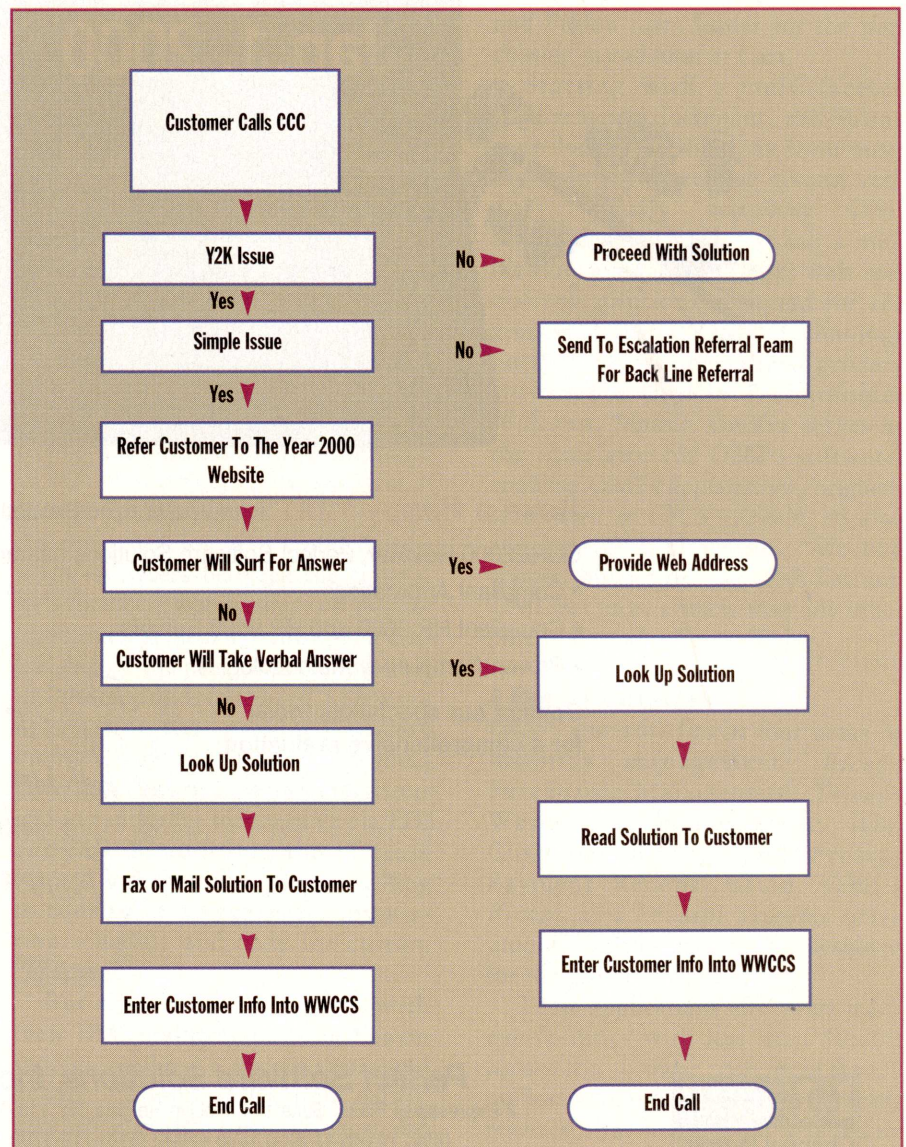 Customer Calls CCC
Y2K Issue
No
Proceed With Solution
Yes
Simple Issue
No
Send To Escalation Referral Team
For Back Line Referral
Yes
Refer Customer To The Year 2000
Website
Customer Will Surf For Answer
Yes
Provide Web Address
No
Customer Will Take Verbal Answer
Yes
Look Up Solution
No
Look Up Solution
Read Solution To Customer
Fax or Mail Solution To Customer
Enter Customer Info Into WWCCS
Enter Customer Info Into WWCCS
End Call
End Call